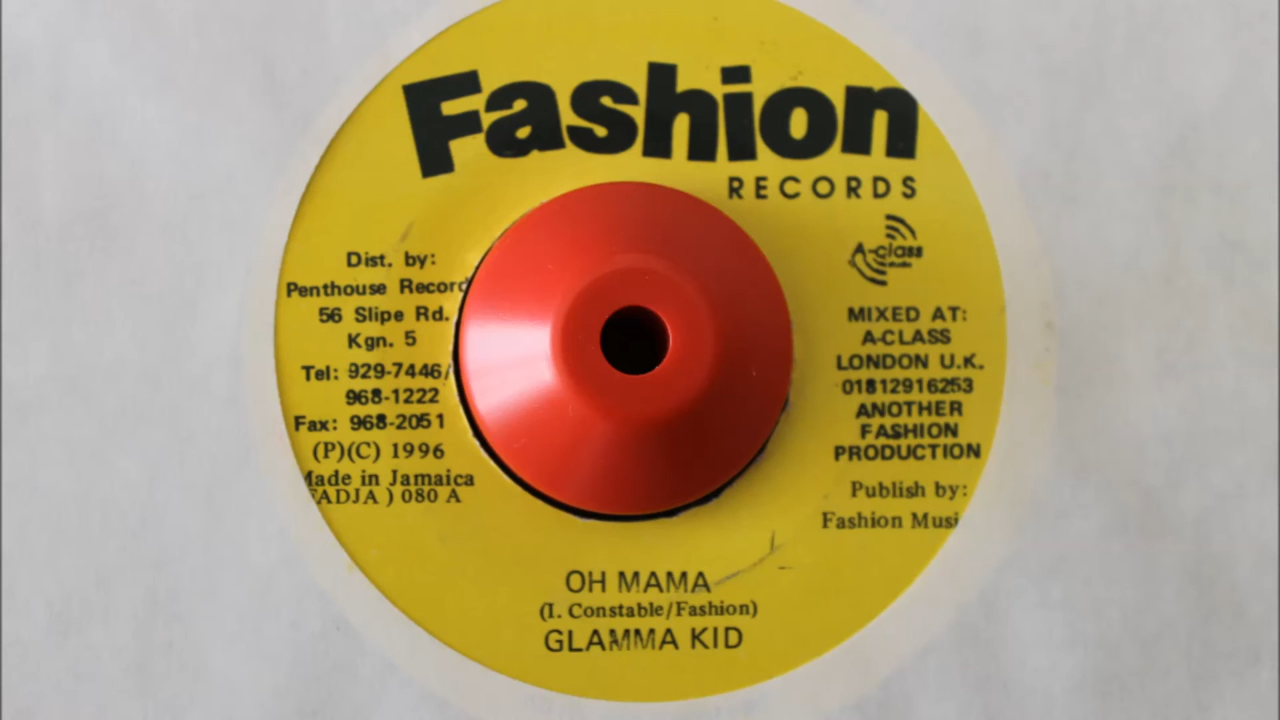 Fashion
RECORDS
A-class
studio
Dist. by:
Penthouse Record
56 Slipe Rd.
Kgn. 5
Tel: 929-7446/
968-1222
Fax: 968-2051
(P)(C) 1996
Made in Jamaica
FADJA ) 080 A
MIXED AT:
A-CLASS
LONDON U.K.
01812916253
ANOTHER
FASHION
PRODUCTION
Publish by:
Fashion Musi
OH MAMA
(I. Constable/Fashion)
GLAMMA KID